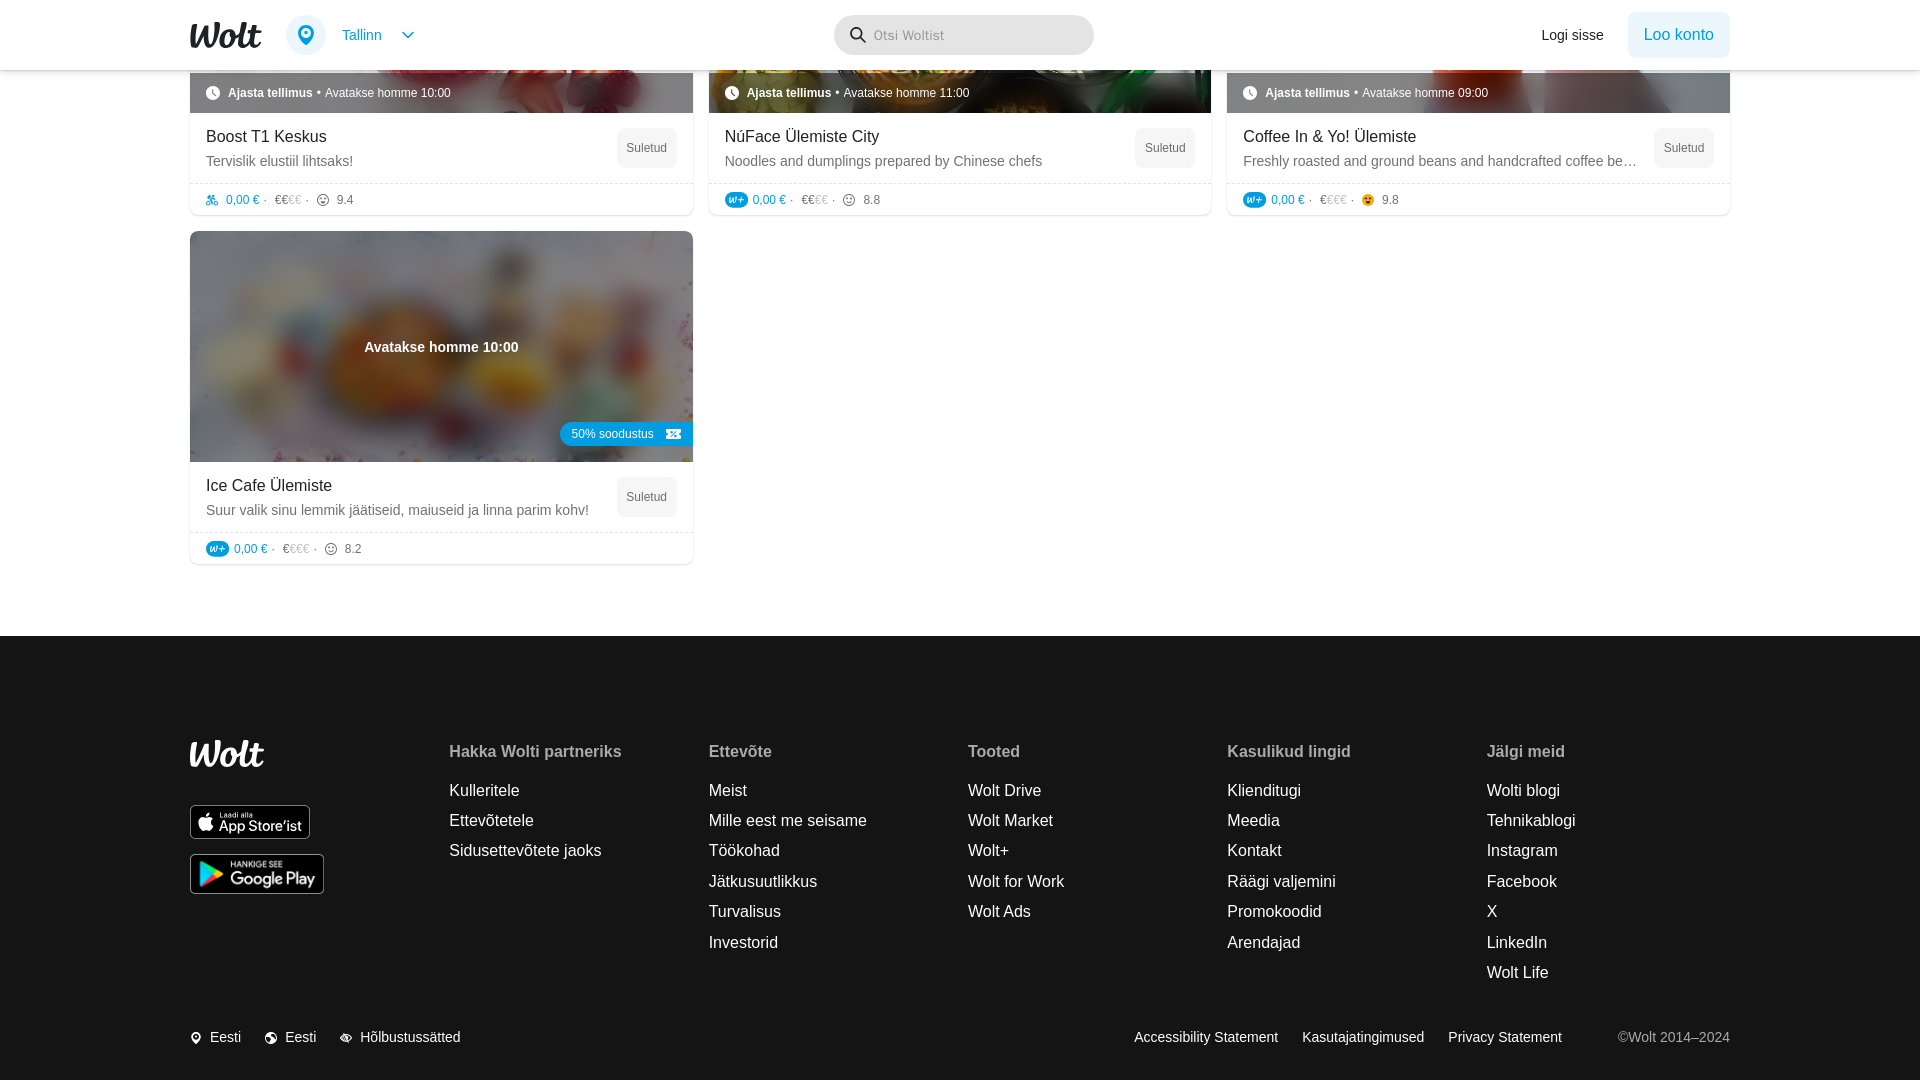 Wolt
Tallinn
Otsi Woltist
Logi sisse
Loo konto
Ajasta tellimus • Avatakse homme 10:00
Ajasta tellimus • Avatakse homme 11:00
Ajasta tellimus • Avatakse homme 09:00
Boost T1 Keskus
Tervislik elustiil lihtsaks!
Suletud
NúFace Ülemiste City
Noodles and dumplings prepared by Chinese chefs
Suletud
Coffee In & Yo! Ülemiste
Freshly roasted and ground beans and handcrafted coffee be…
Suletud
0,00 € · €€€€ · 9.4
W+ 0,00 € · €€€€ · 8.8
W+ 0,00 € · €€€€ · 9.8
Avatakse homme 10:00
50% soodustus
Ice Cafe Ülemiste
Suur valik sinu lemmik jäätiseid, maiuseid ja linna parim kohv!
Suletud
W+ 0,00 € · €€€€ · 8.2
Wolt
Laadi alla
App Store'ist
HANKIGE SEE
Google Play
Hakka Wolti partneriks
Kulleritele
Ettevõtetele
Sidusettevõtete jaoks
Ettevõte
Meist
Mille eest me seisame
Töökohad
Jätkusuutlikkus
Turvalisus
Investorid
Tooted
Wolt Drive
Wolt Market
Wolt+
Wolt for Work
Wolt Ads
Kasulikud lingid
Klienditugi
Meedia
Kontakt
Räägi valjemini
Promokoodid
Arendajad
Jälgi meid
Wolti blogi
Tehnikablogi
Instagram
Facebook
X
LinkedIn
Wolt Life
Eesti
Eesti
Hõlbustussätted
Accessibility Statement
Kasutajatingimused
Privacy Statement
©Wolt 2014–2024